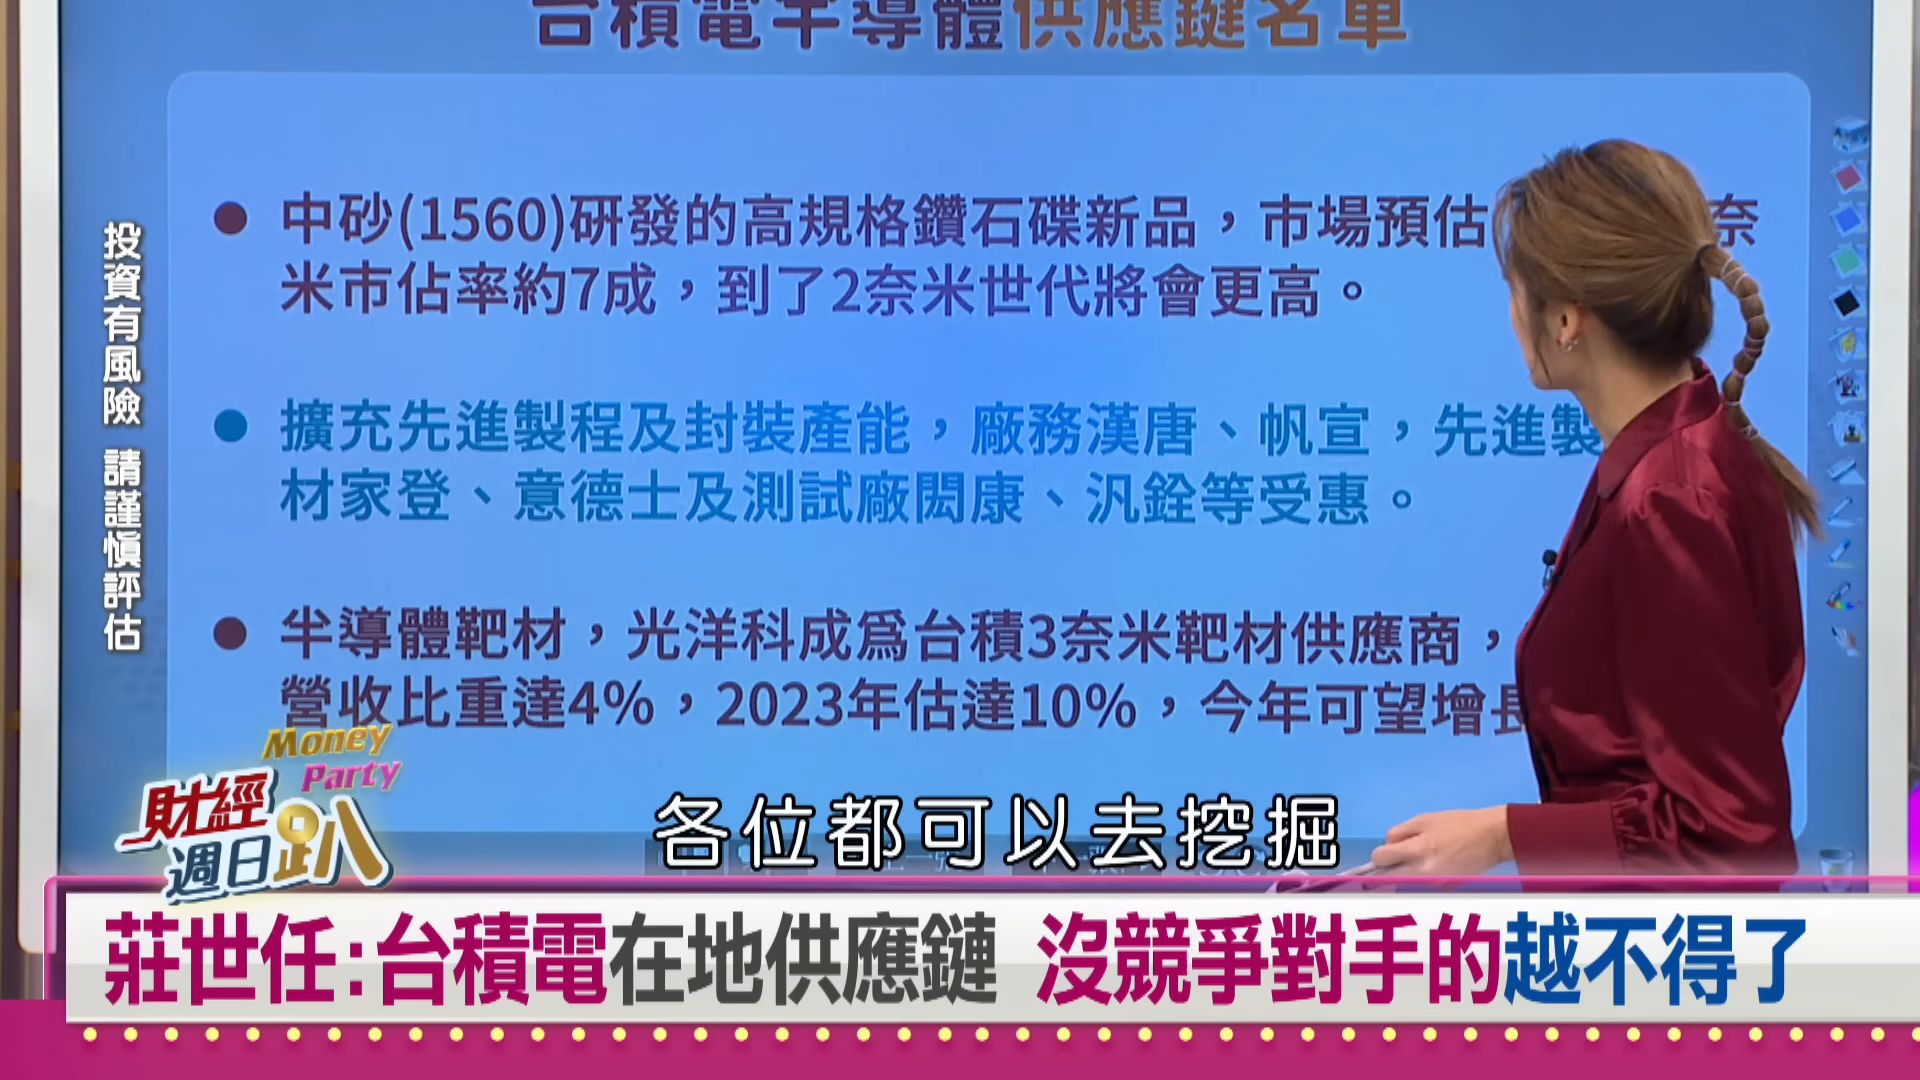 台積電半導體供應鏈名單
中砂(1560)研發的高規格鑽石碟新品，市場預估
奈
米市佔率約7成，到了2奈米世代將會更高。
擴充先進製程及封裝產能，廠務漢唐、帆宣，先進製
材家登、意德士及測試廠閎康、汎銓等受惠。
半導體靶材，光洋科成為台積3奈米靶材供應商，
營收比重達4%，2023年估達10%，今年可望增長
投資有風險 請謹慎評估
Money
Party
財經
週日趴
各位都可以去挖掘
莊世任:台積電在地供應鏈 沒競爭對手的越不得了